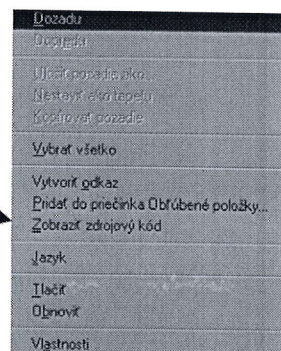 Dozadu
Dopredu
Uložiť pozadie ako...
Nastaviť ako tapetu
Kopírovať pozadie
Vybrať všetko
Vytvoriť odkaz
Pridať do priečinka Obľúbené položky...
Zobraziť zdrojový kód
Jazyk
Tlačiť
Obnoviť
Vlastnosti